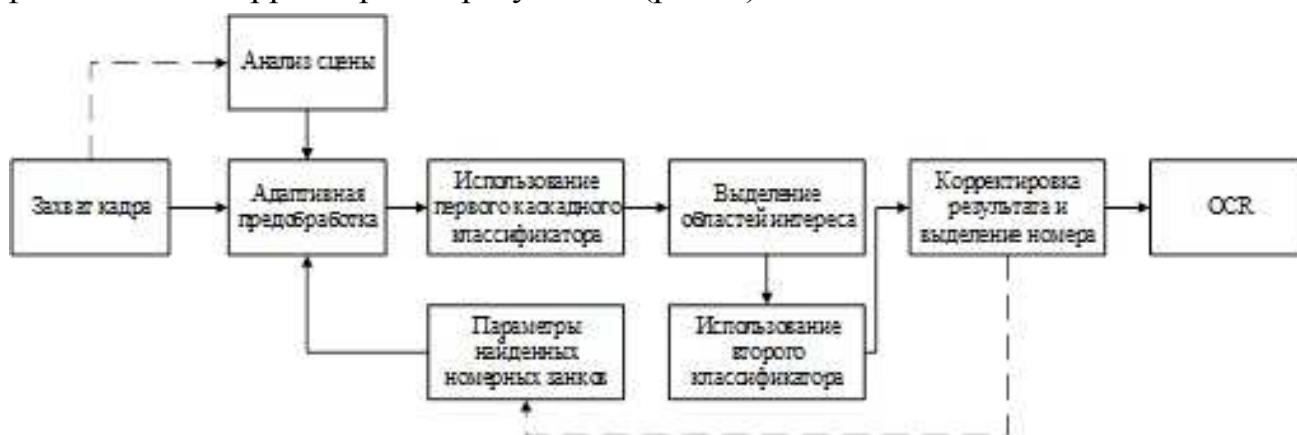 Анализ сцены
Захват кадра
Адаптивная
предобработка
Использование
первого каскадного
классификатора
Выделение
областей интереса
Корректировка
результата и
выделение номера
OCR
Параметры
найденных
номерных занков
Использование
второго
классификатора